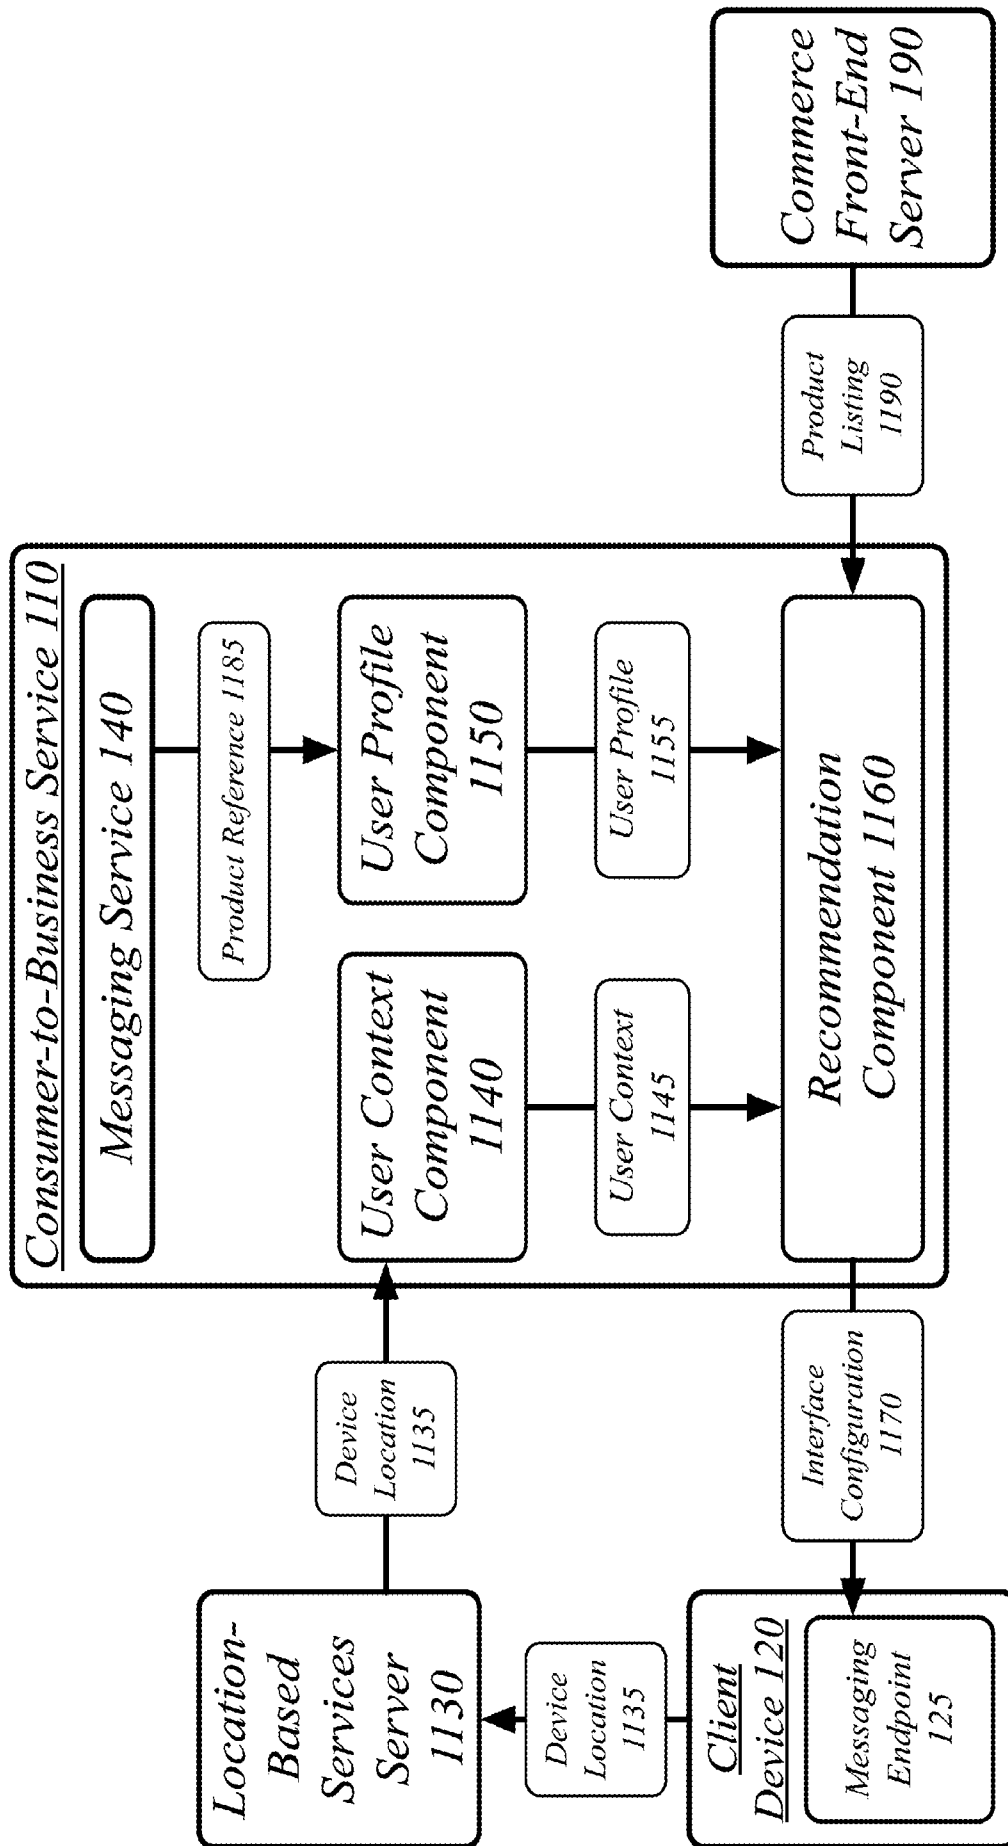 Consumer-to-Business Service 110
Messaging Service 140
Product Reference 1185
Location-
Based
Services
Server
1130
Device
Location
1135
User Context
Component
1140
User Profile
Component
1150
Device
Location
1135
User Context
1145
User Profile
1155
Client
Device 120
Messaging
Endpoint
125
Interface
Configuration
1170
Recommendation
Component 1160
Product
Listing
1190
Commerce
Front-End
Server 190